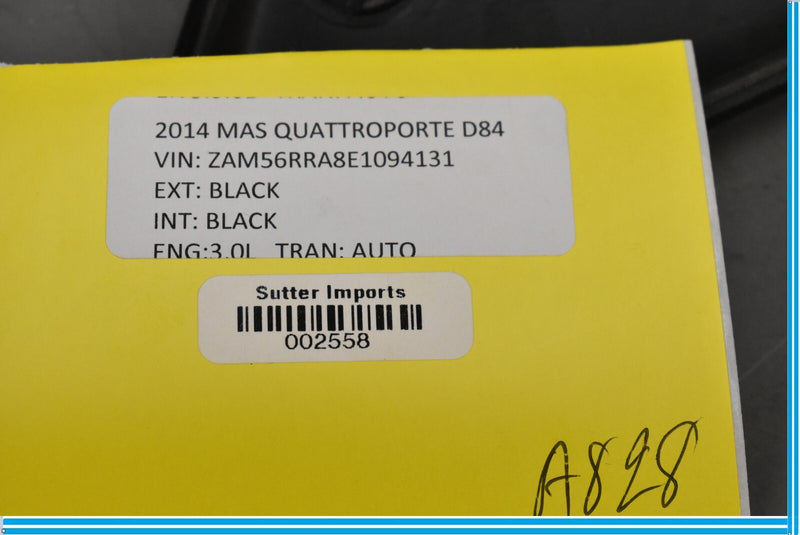 2014 MAS QUATTROPORTE D84
VIN: ZAM56RRA8E1094131
EXT: BLACK
INT: BLACK
ENG:3.0L TRAN: AUTO
Sutter Imports
002558
A828